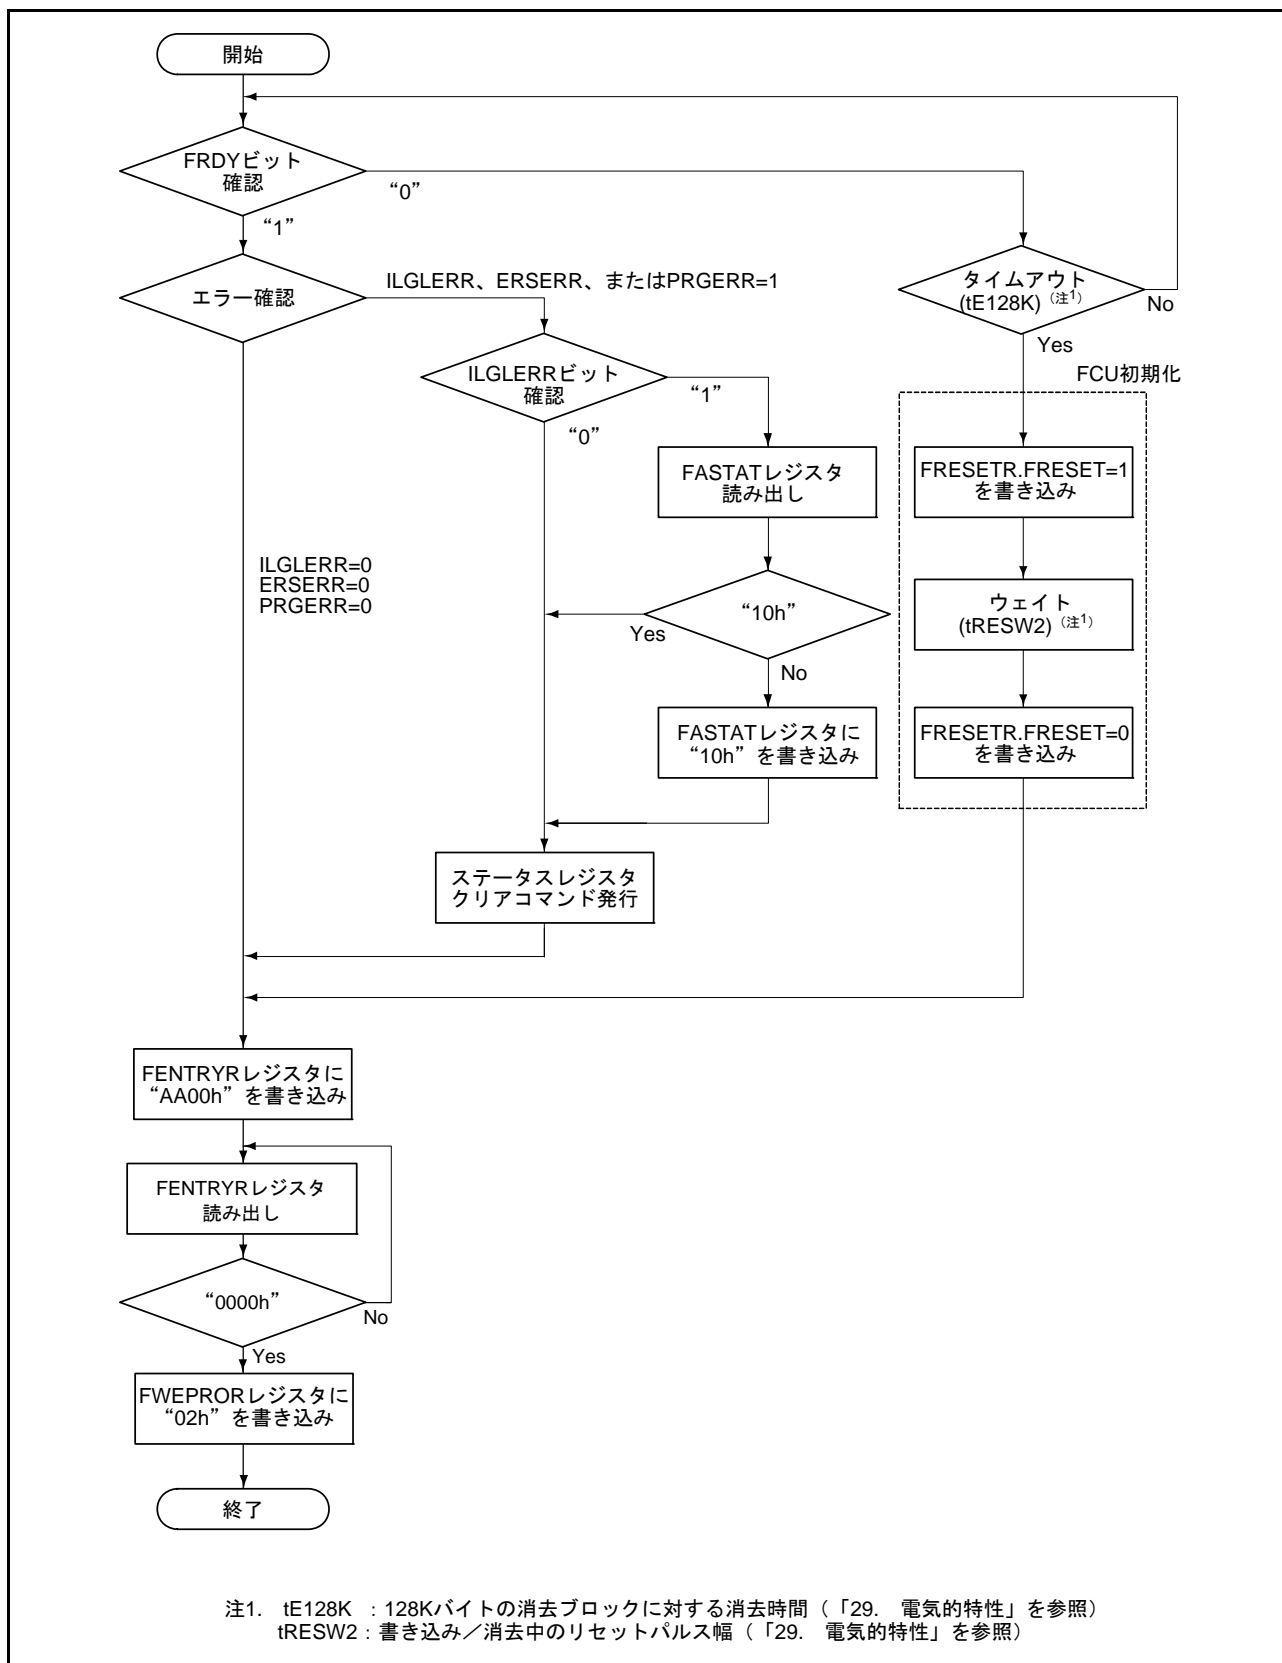 開始
FRDYビット
確認
“0”
“1”
エラー確認
ILGLERR、ERSERR、またはPRGERR=1
タイムアウト
(tE128K)（注1）
No
Yes
FCU初期化
ILGLERRビット
確認
“1”
“0”
FASTATレジスタ
読み出し
FRESETR.FRESET=1
を書き込み
ILGLERR=0
ERSERR=0
PRGERR=0
“10h”
Yes
No
ウェイト
(tRESW2)（注1）
FASTATレジスタに
“10h”を書き込み
FRESETR.FRESET=0
を書き込み
ステータスレジスタ
クリアコマンド発行
FENTRYRレジスタに
“AA00h”を書き込み
FENTRYRレジスタ
読み出し
“0000h”
No
Yes
FWEPRORレジスタに
“02h”を書き込み
終了
注1. tE128K ：128Kバイトの消去ブロックに対する消去時間（「29. 電気的特性」を参照）
tRESW2：書き込み／消去中のリセットパルス幅（「29. 電気的特性」を参照）